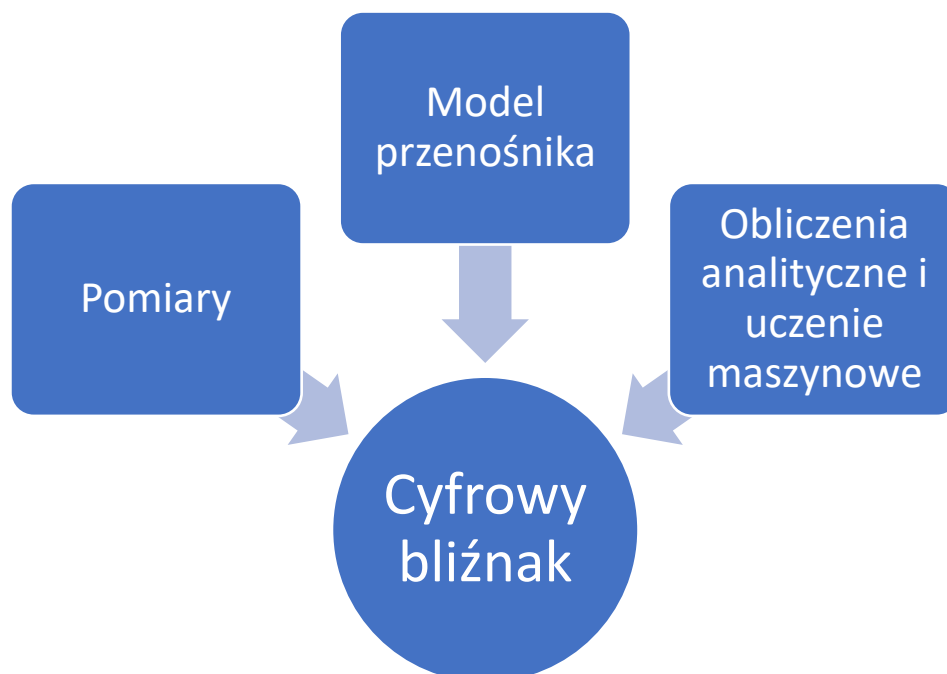 Model
przenośnika
Pomiary
Obliczenia
analityczne i
uczenie
maszynowe
Cyfrowy
bliźnak